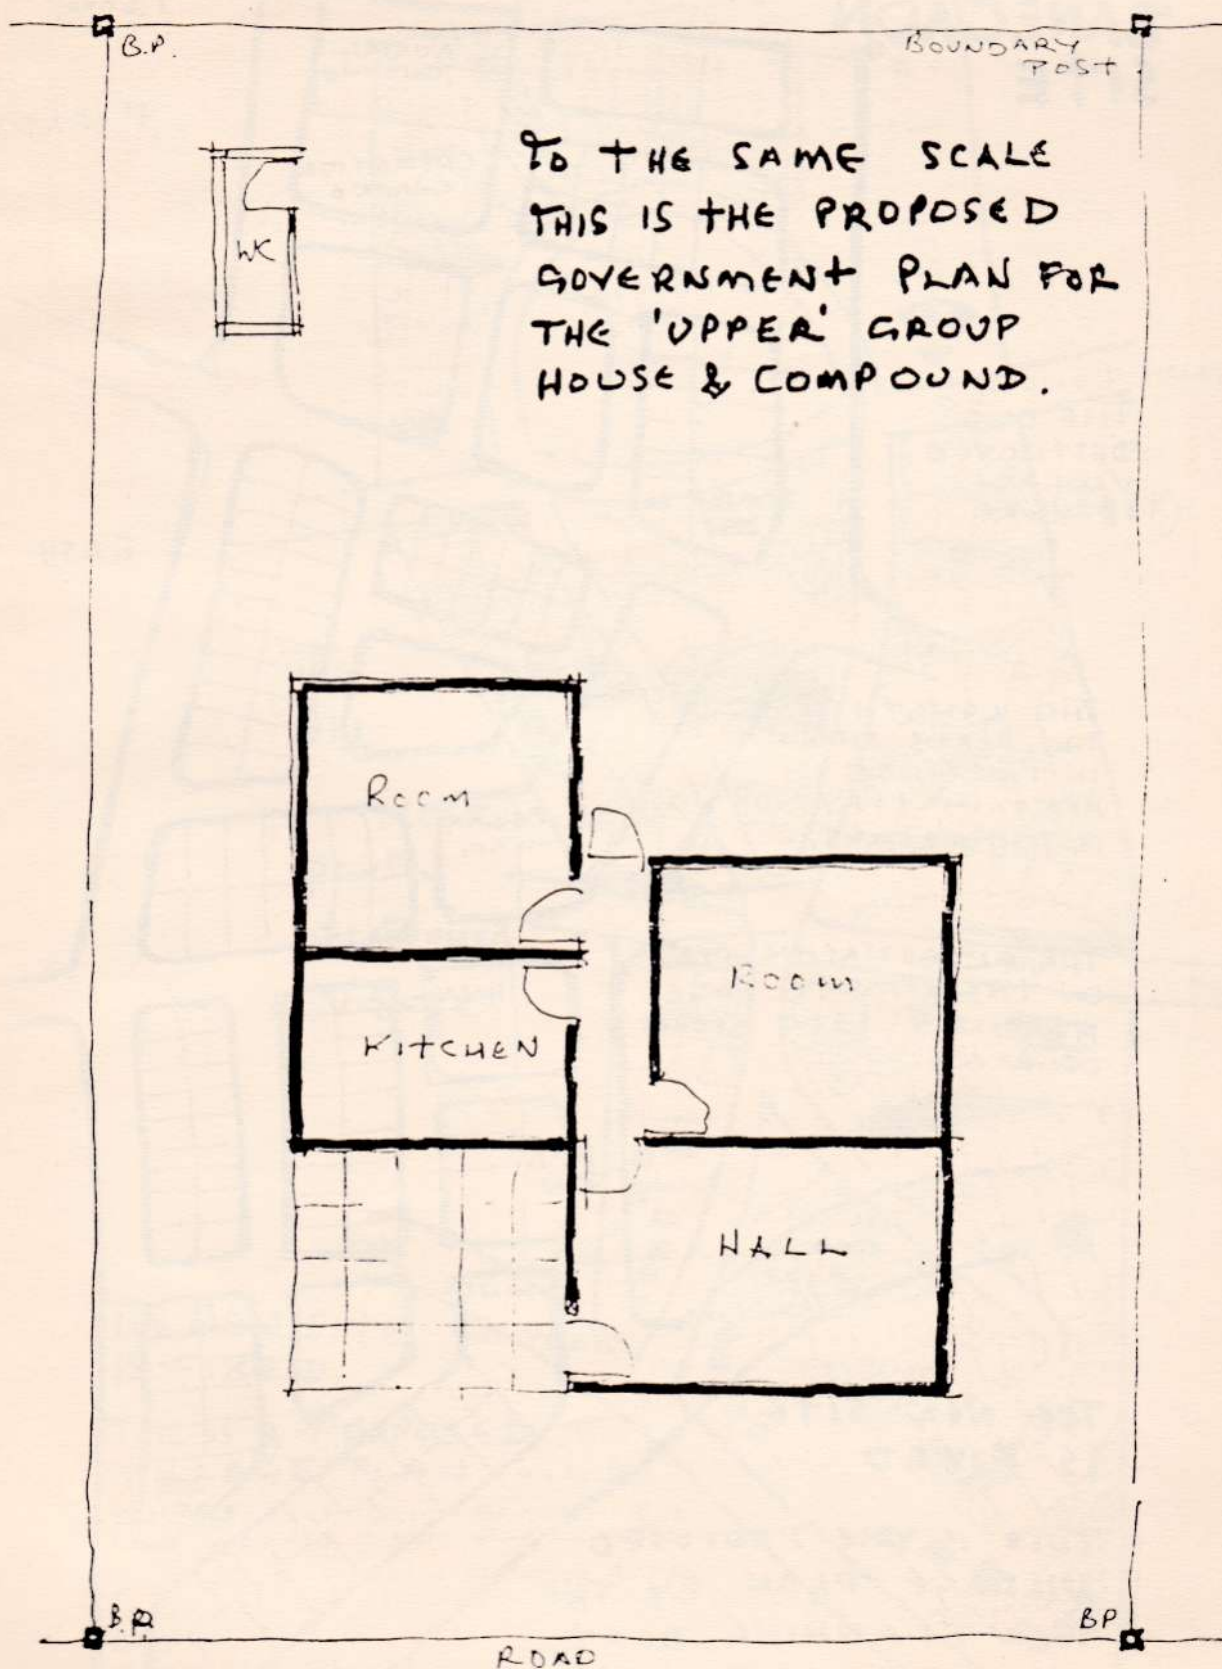 B.P.
BOUNDARY
POST
TO THE SAME SCALE
THIS IS THE PROPOSED
GOVERNMENT PLAN FOR
THE 'UPPER' GROUP
HOUSE & COMPOUND.
WC
ROOM
ROOM
KITCHEN
HALL
B.P.
BP
ROAD